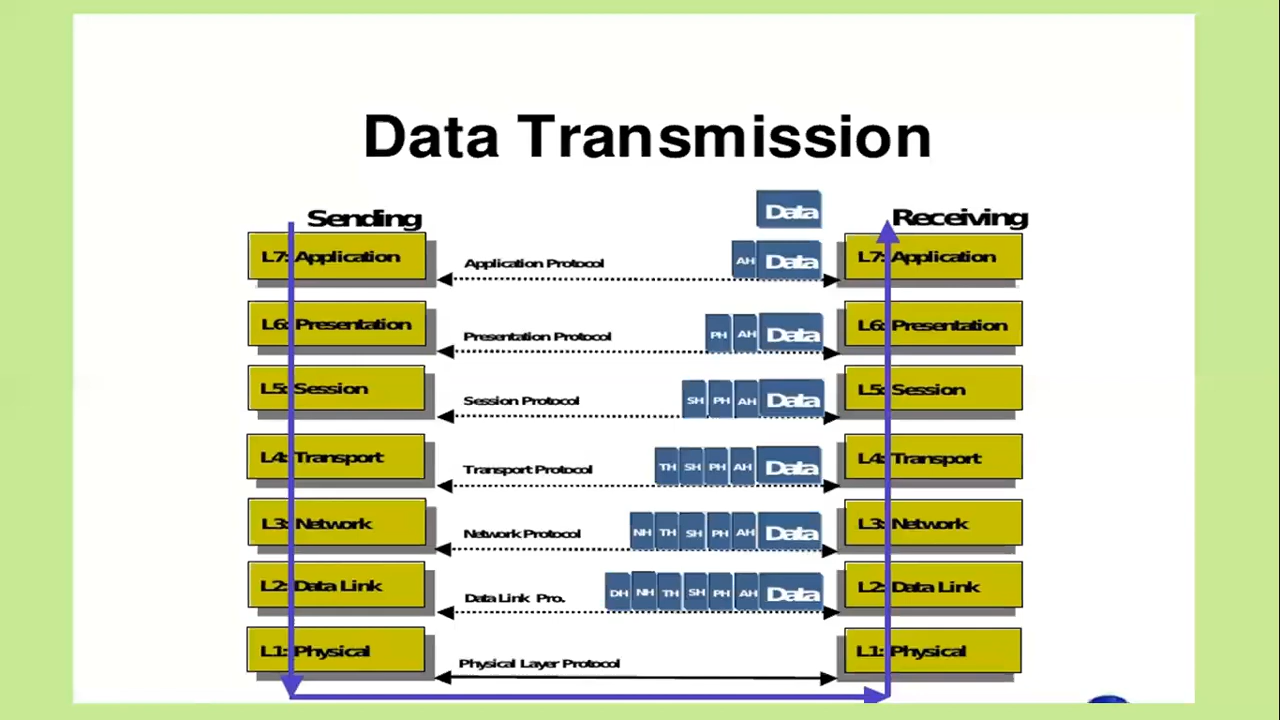 Data Transmission
Data
Sending
Receiving
L7: Application
Application Protocol
AH Data
L7: Application
L6: Presentation
Presentation Protocol
PH AH Data
L6: Presentation
L5: Session
Session Protocol
SH PH AH Data
L5: Session
L4: Transport
Transport Protocol
TH SH PH AH Data
L4: Transport
L3: Network
Network Protocol
NH TH SH PH AH Data
L3: Network
L2: Data Link
Data Link Pro.
DH NH TH SH PH AH Data
L2: Data Link
L1: Physical
Physical Layer Protocol
L1: Physical